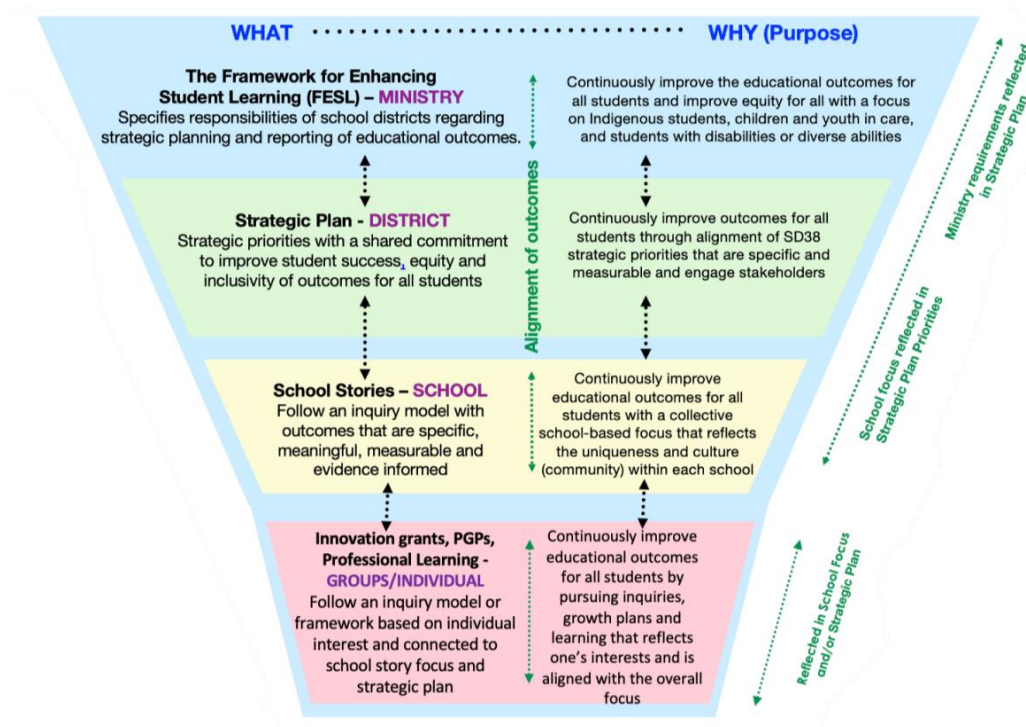 WHAT
WHY (Purpose)
The Framework for Enhancing
Student Learning (FESL) – MINISTRY
Specifies responsibilities of school districts regarding
strategic planning and reporting of educational outcomes.
Continuously improve the educational outcomes for
all students and improve equity for all with a focus
on Indigenous students, children and youth in care,
and students with disabilities or diverse abilities
Strategic Plan - DISTRICT
Strategic priorities with a shared commitment
to improve student success, equity and
inclusivity of outcomes for all students
Continuously improve outcomes for all
students through alignment of SD38
strategic priorities that are specific and
measurable and engage stakeholders
School Stories – SCHOOL
Follow an inquiry model with
outcomes that are specific,
meaningful, measurable and
evidence informed
Continuously improve
educational outcomes for all
students with a collective
school-based focus that reflects
the uniqueness and culture
(community) within each school
Innovation grants, PGPs,
Professional Learning -
GROUPS/INDIVIDUAL
Follow an inquiry model or
framework based on individual
interest and connected to
school story focus and
strategic plan
Continuously improve
educational outcomes
for all students by
pursuing inquiries,
growth plans and
learning that reflects
one's interests and is
aligned with the overall
focus
Alignment of outcomes
Ministry requirements reflected
in Strategic Plan
School focus reflected in
Strategic Plan Priorities
Reflected in School Focus
and/or Strategic Plan